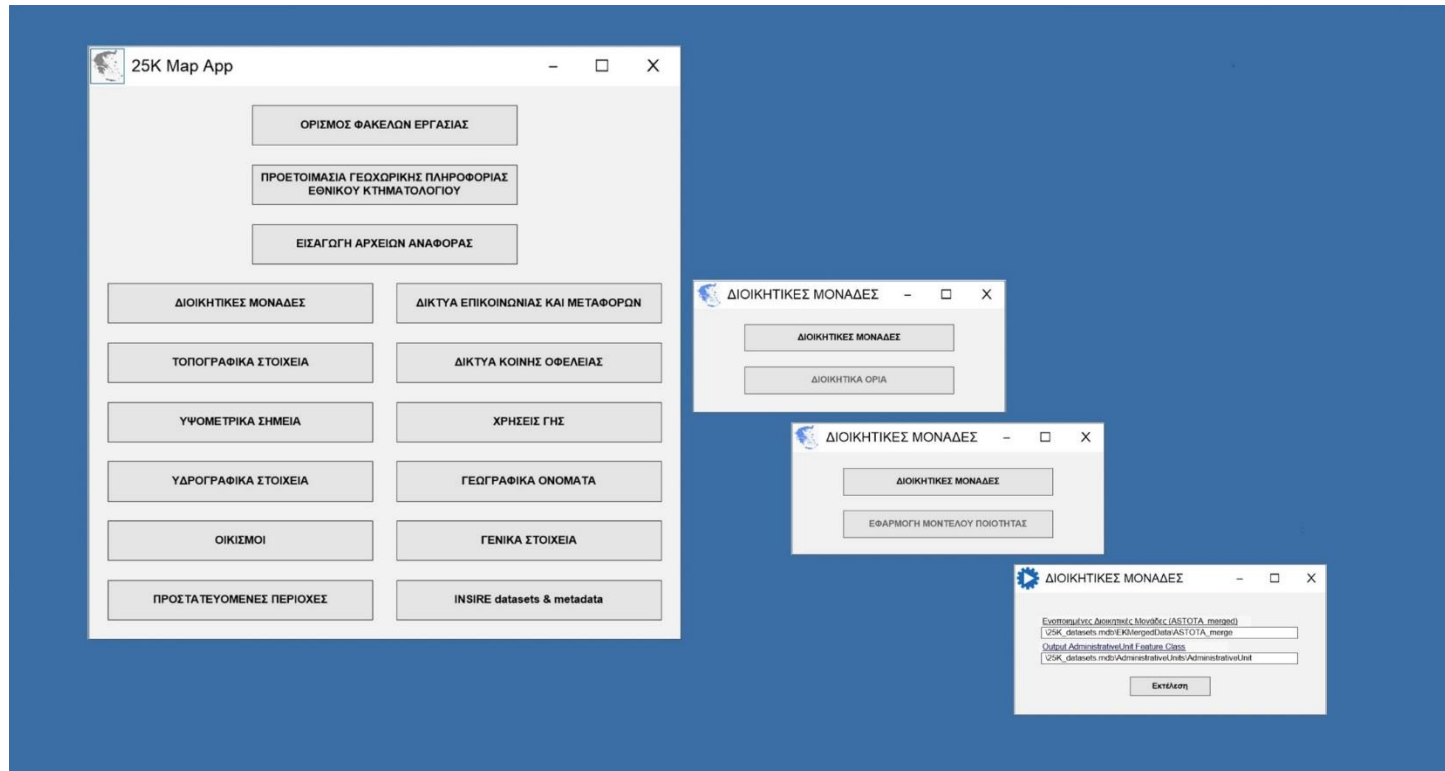 25K Map App
ΟΡΙΣΜΟΣ ΦΑΚΕΛΩΝ ΕΡΓΑΣΙΑΣ
ΠΡΟΕΤΟΙΜΑΣΙΑ ΓΕΩΧΩΡΙΚΗΣ ΠΛΗΡΟΦΟΡΙΑΣ
ΕΘΝΙΚΟΥ ΚΤΗΜΑΤΟΛΟΓΙΟΥ
ΕΙΣΑΓΩΓΗ ΑΡΧΕΙΩΝ ΑΝΑΦΟΡΑΣ
ΔΙΟΙΚΗΤΙΚΕΣ ΜΟΝΑΔΕΣ
ΔΙΚΤΥΑ ΕΠΙΚΟΙΝΩΝΙΑΣ ΚΑΙ ΜΕΤΑΦΟΡΩΝ
ΤΟΠΟΓΡΑΦΙΚΑ ΣΤΟΙΧΕΙΑ
ΔΙΚΤΥΑ ΚΟΙΝΗΣ ΟΦΕΛΕΙΑΣ
ΥΨΟΜΕΤΡΙΚΑ ΣΗΜΕΙΑ
ΧΡΗΣΕΙΣ ΓΗΣ
ΥΔΡΟΓΡΑΦΙΚΑ ΣΤΟΙΧΕΙΑ
ΓΕΩΓΡΑΦΙΚΑ ΟΝΟΜΑΤΑ
ΟΙΚΙΣΜΟΙ
ΓΕΝΙΚΑ ΣΤΟΙΧΕΙΑ
ΠΡΟΣΤΑΤΕΥΟΜΕΝΕΣ ΠΕΡΙΟΧΕΣ
INSIRE datasets & metadata
ΔΙΟΙΚΗΤΙΚΕΣ ΜΟΝΑΔΕΣ
ΔΙΟΙΚΗΤΙΚΕΣ ΜΟΝΑΔΕΣ
ΔΙΟΙΚΗΤΙΚΑ ΟΡΙΑ
ΔΙΟΙΚΗΤΙΚΕΣ ΜΟΝΑΔΕΣ
ΔΙΟΙΚΗΤΙΚΕΣ ΜΟΝΑΔΕΣ
ΕΦΑΡΜΟΓΗ ΜΟΝΤΕΛΟΥ ΠΟΙΟΤΗΤΑΣ
ΔΙΟΙΚΗΤΙΚΕΣ ΜΟΝΑΔΕΣ
Ενοποιημένες Διοικητικές Μονάδες (ASTOTA_merged)
\25K_datasets.mdb\EKMergedData\ASTOTA_merge
Output AdministrativeUnit Feature Class
\25K_datasets.mdb\AdministrativeUnits\AdministrativeUnit
Εκτέλεση